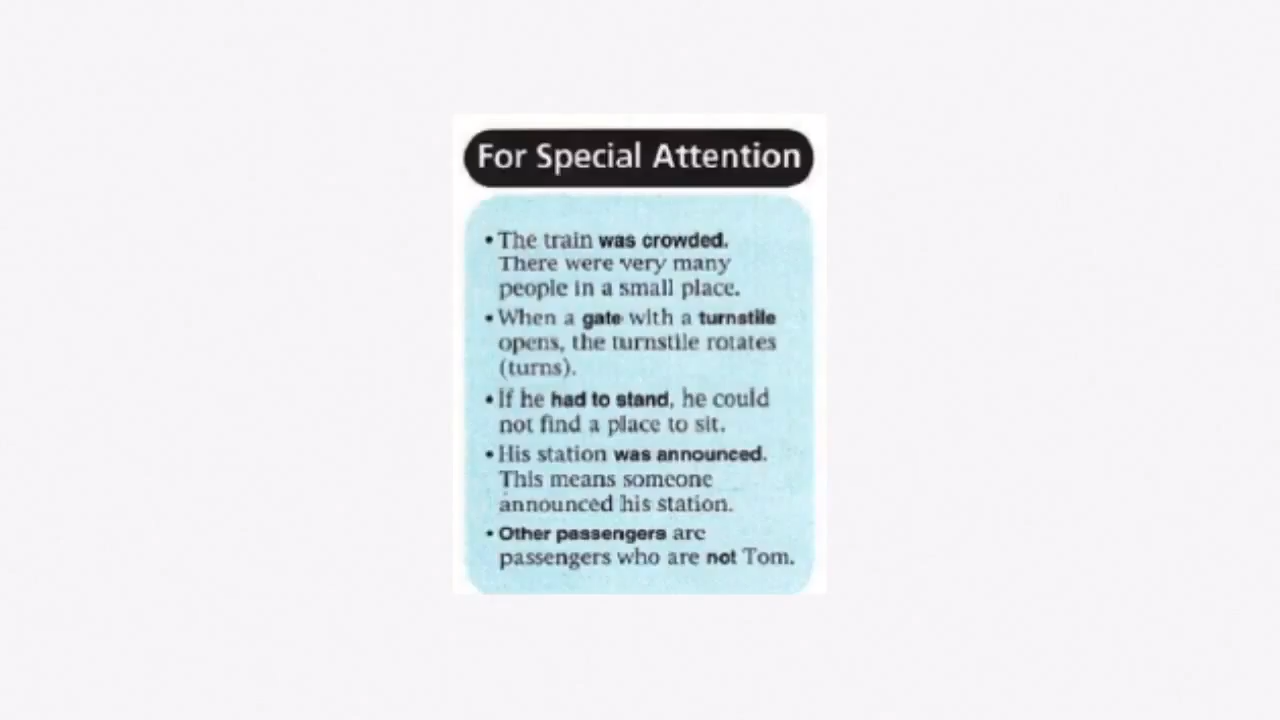 For Special Attention
• The train was crowded.
There were very many
people in a small place.
• When a gate with a turnstile
opens, the turnstile rotates
(turns).
• If he had to stand, he could
not find a place to sit.
• His station was announced.
This means someone
announced his station.
• Other passengers are
passengers who are not Tom.